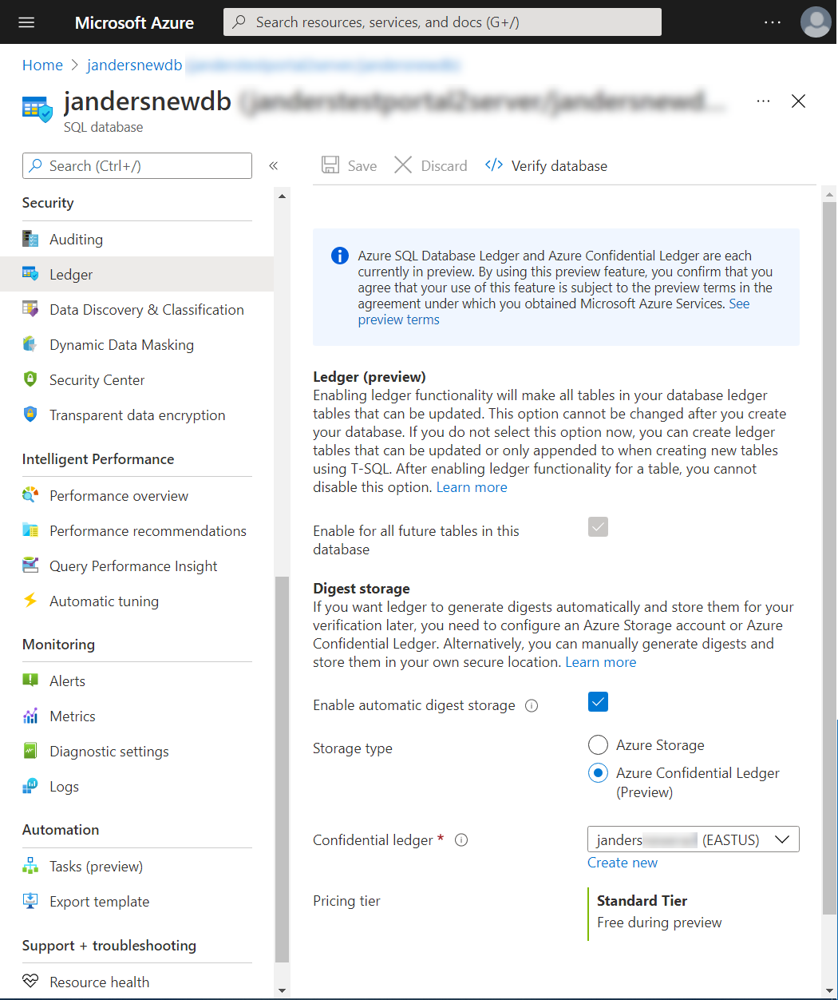 Microsoft Azure
Search resources, services, and docs (G+/)
Home > jandersnewdb
jandersnewdb
SQL database
Search (Ctrl+/)
«
Save
Discard
Verify database
Security
Auditing
Ledger
Data Discovery & Classification
Dynamic Data Masking
Security Center
Transparent data encryption
Intelligent Performance
Performance overview
Performance recommendations
Query Performance Insight
Automatic tuning
Monitoring
Alerts
Metrics
Diagnostic settings
Logs
Automation
Tasks (preview)
Export template
Support + troubleshooting
Resource health
Azure SQL Database Ledger and Azure Confidential Ledger are each
currently in preview. By using this preview feature, you confirm that you
agree that your use of this feature is subject to the preview terms in the
agreement under which you obtained Microsoft Azure Services. See
preview terms
Ledger (preview)
Enabling ledger functionality will make all tables in your database ledger
tables that can be updated. This option cannot be changed after you create
your database. If you do not select this option now, you can create ledger
tables that can be updated or only appended to when creating new tables
using T-SQL. After enabling ledger functionality for a table, you cannot
disable this option. Learn more
Enable for all future tables in this
database
Digest storage
If you want ledger to generate digests automatically and store them for your
verification later, you need to configure an Azure Storage account or Azure
Confidential Ledger. Alternatively, you can manually generate digests and
store them in your own secure location. Learn more
Enable automatic digest storage
Storage type
Azure Storage
Azure Confidential Ledger
(Preview)
Confidential ledger *
janders (EASTUS)
Create new
Pricing tier
Standard Tier
Free during preview